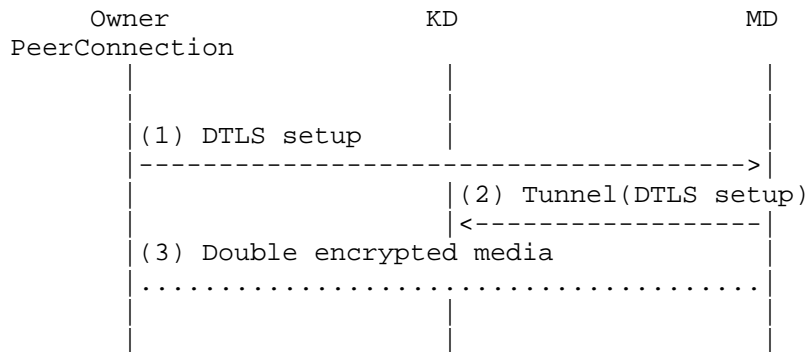 Owner KD MD
PeerConnection
(1) DTLS setup
(2) Tunnel(DTLS setup)
(3) Double encrypted media